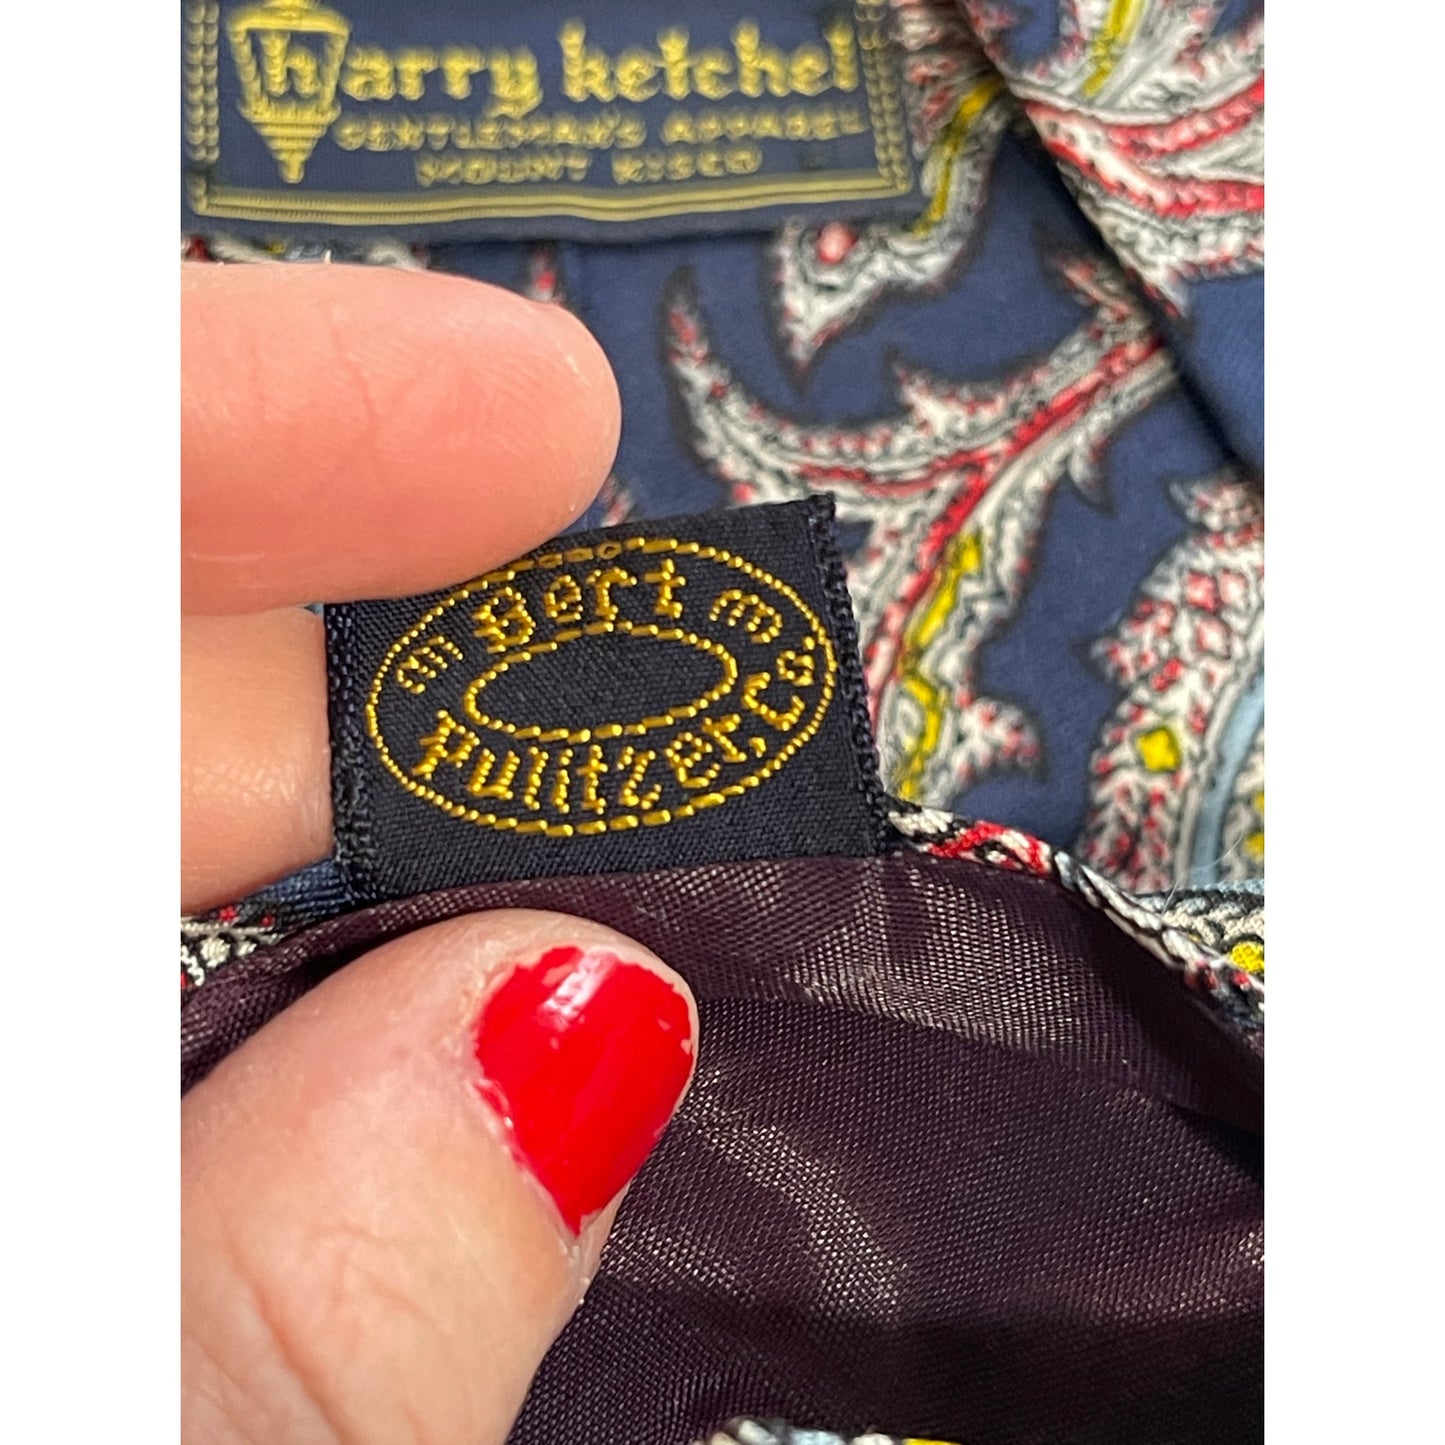 harry ketchel
GENTLEMAN'S APPAREL
MOUNT KISCO
Bert
Pulitzer, Co.